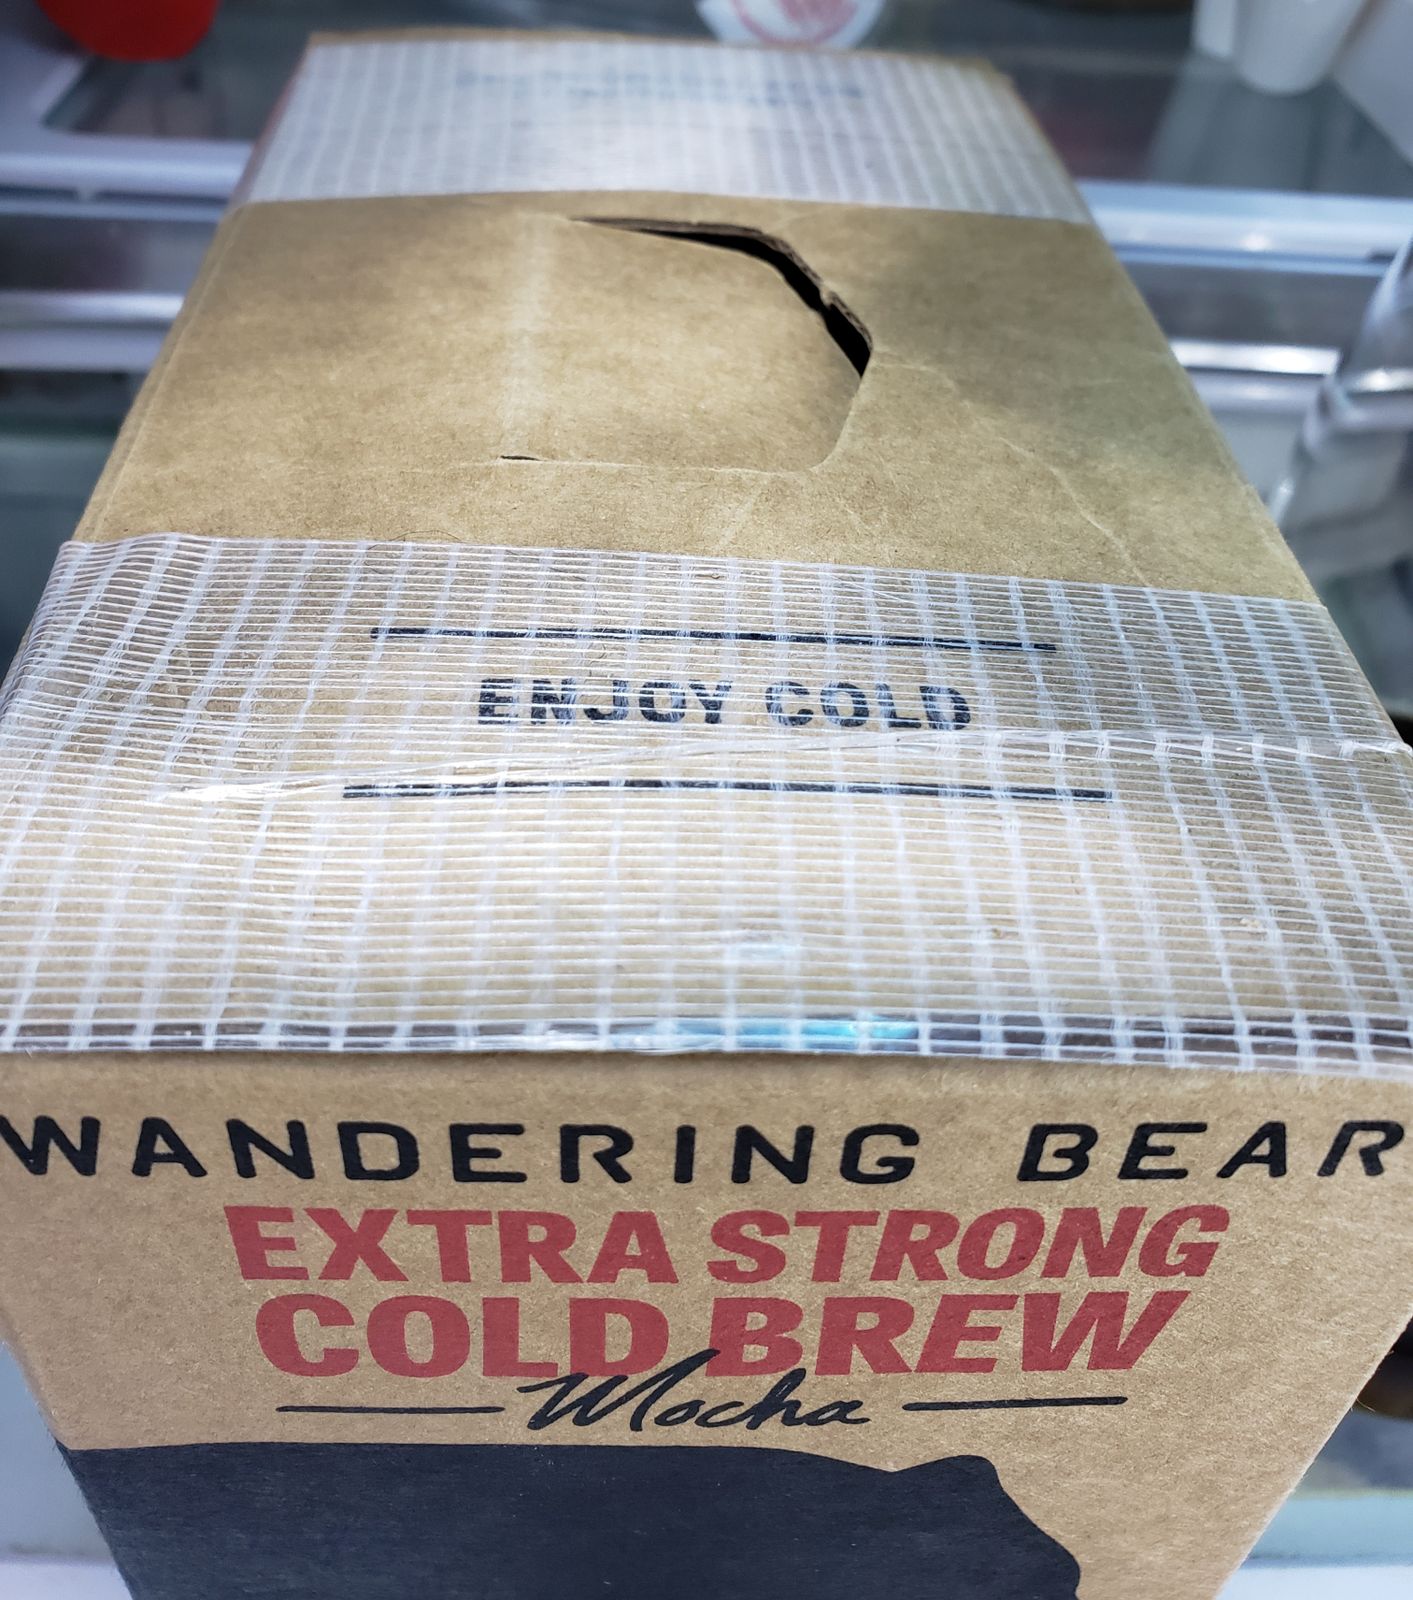 ENJOY COLD
WANDERING BEAR
EXTRA STRONG
COLD BREW
Mocha